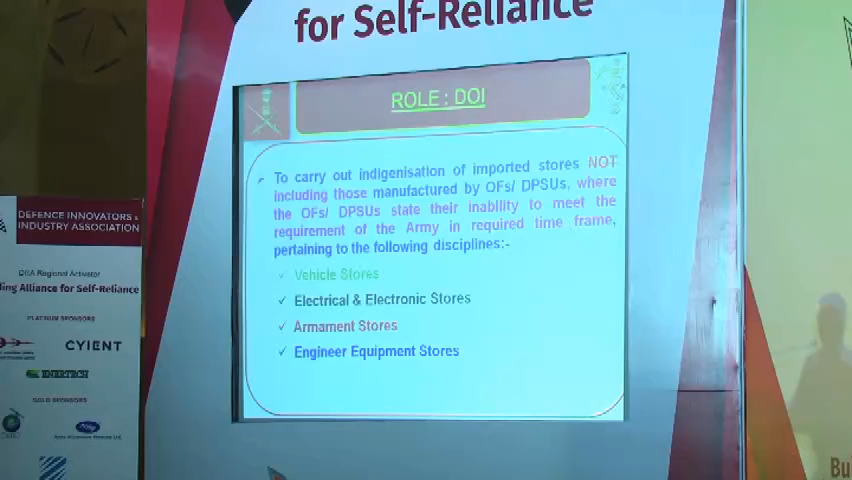 for Self-Reliance
ROLE : DOI
To carry out indigenisation of imported stores NOT
including those manufactured by OFs/ DPSUs, where
the OFs/ DPSUs state their inability to meet the
requirement of the Army in required time frame,
pertaining to the following disciplines:-
Vehicle Stores
Electrical & Electronic Stores
Armament Stores
Engineer Equipment Stores
DEFENCE INNOVATORS &
INDUSTRY ASSOCIATION
DIIA Regional Activator
ding Alliance for Self-Reliance
PLATINUM SPONSORS
CYIENT
ENERTECH
GOLD SPONSORS
Bu